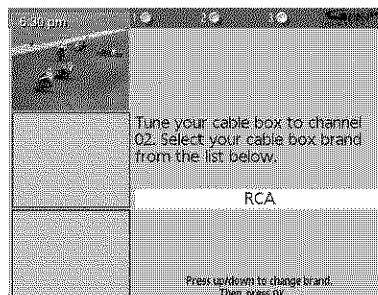 6:30 pm
1
2
3
Tune your cable box to channel
02. Select your cable box brand
from the list below.
RCA
Press up/down to change brand.
Then press OK